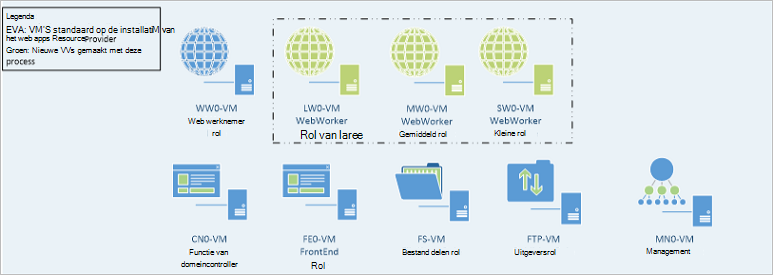 Legenda
EVA: VM'S standaard op de installatiM van
het web apps ResourceProvider
Groen: Nieuwe VVs gemaakt met deze
process
WW0-VM
Web werknemer
rol
LW0-VM
WebWorker
Rol van laree
MW0-VM
WebWorker
Gemiddeld rol
SW0-VM
WebWorker
Kleine rol
CN0-VM
Functie van
domeincontroller
FE0-VM
FrontEnd
Rol
FS-VM
Bestand delen rol
FTP-VM
Uitgeversrol
MN0-VM
Management